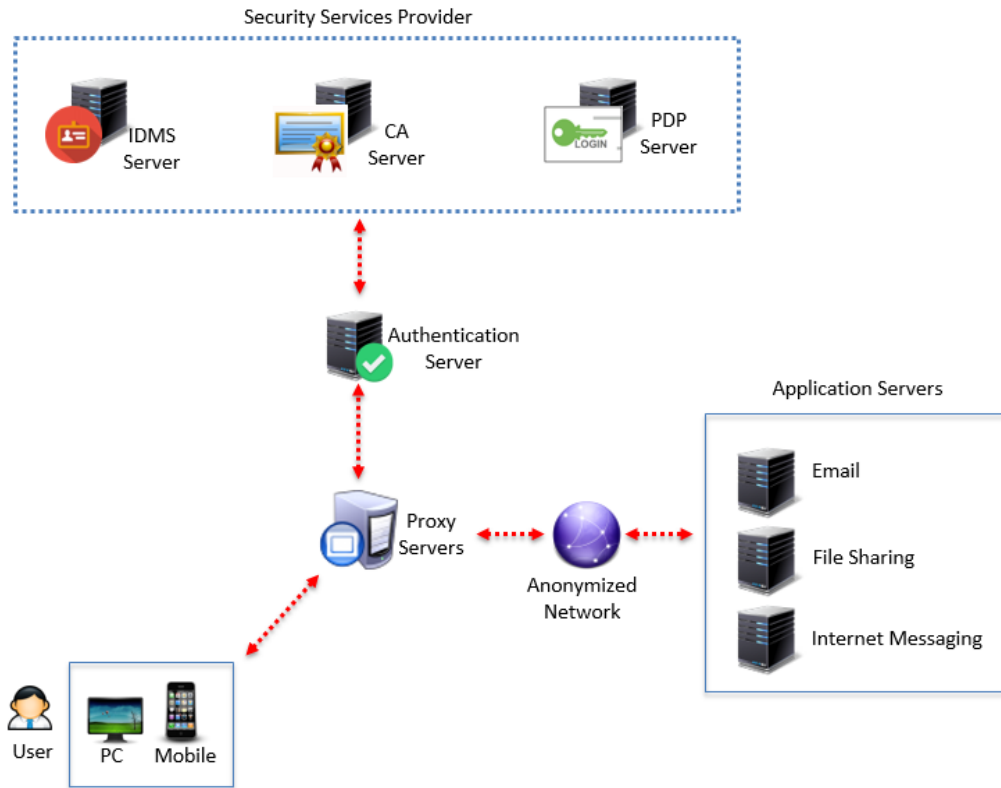 Security Services Provider
IDMS
Server
CA
Server
LOGIN
PDP
Server
Authentication
Server
Application Servers
Email
Proxy
Servers
File Sharing
Anonymized
Network
Internet Messaging
User
PC
Mobile